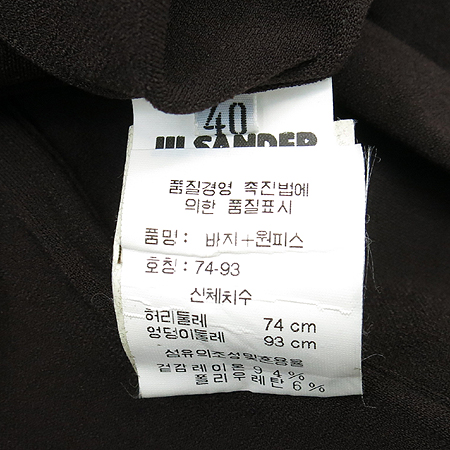 40
JIL SANDER
품질경영 촉진법에
의한 품질표시
품명: 바지+원피스
호칭: 74-93
신체치수
허리둘레 74 cm
엉덩이둘레 93 cm
섬유의조성및혼용율
겉감레이온94%
폴리우레탄6%